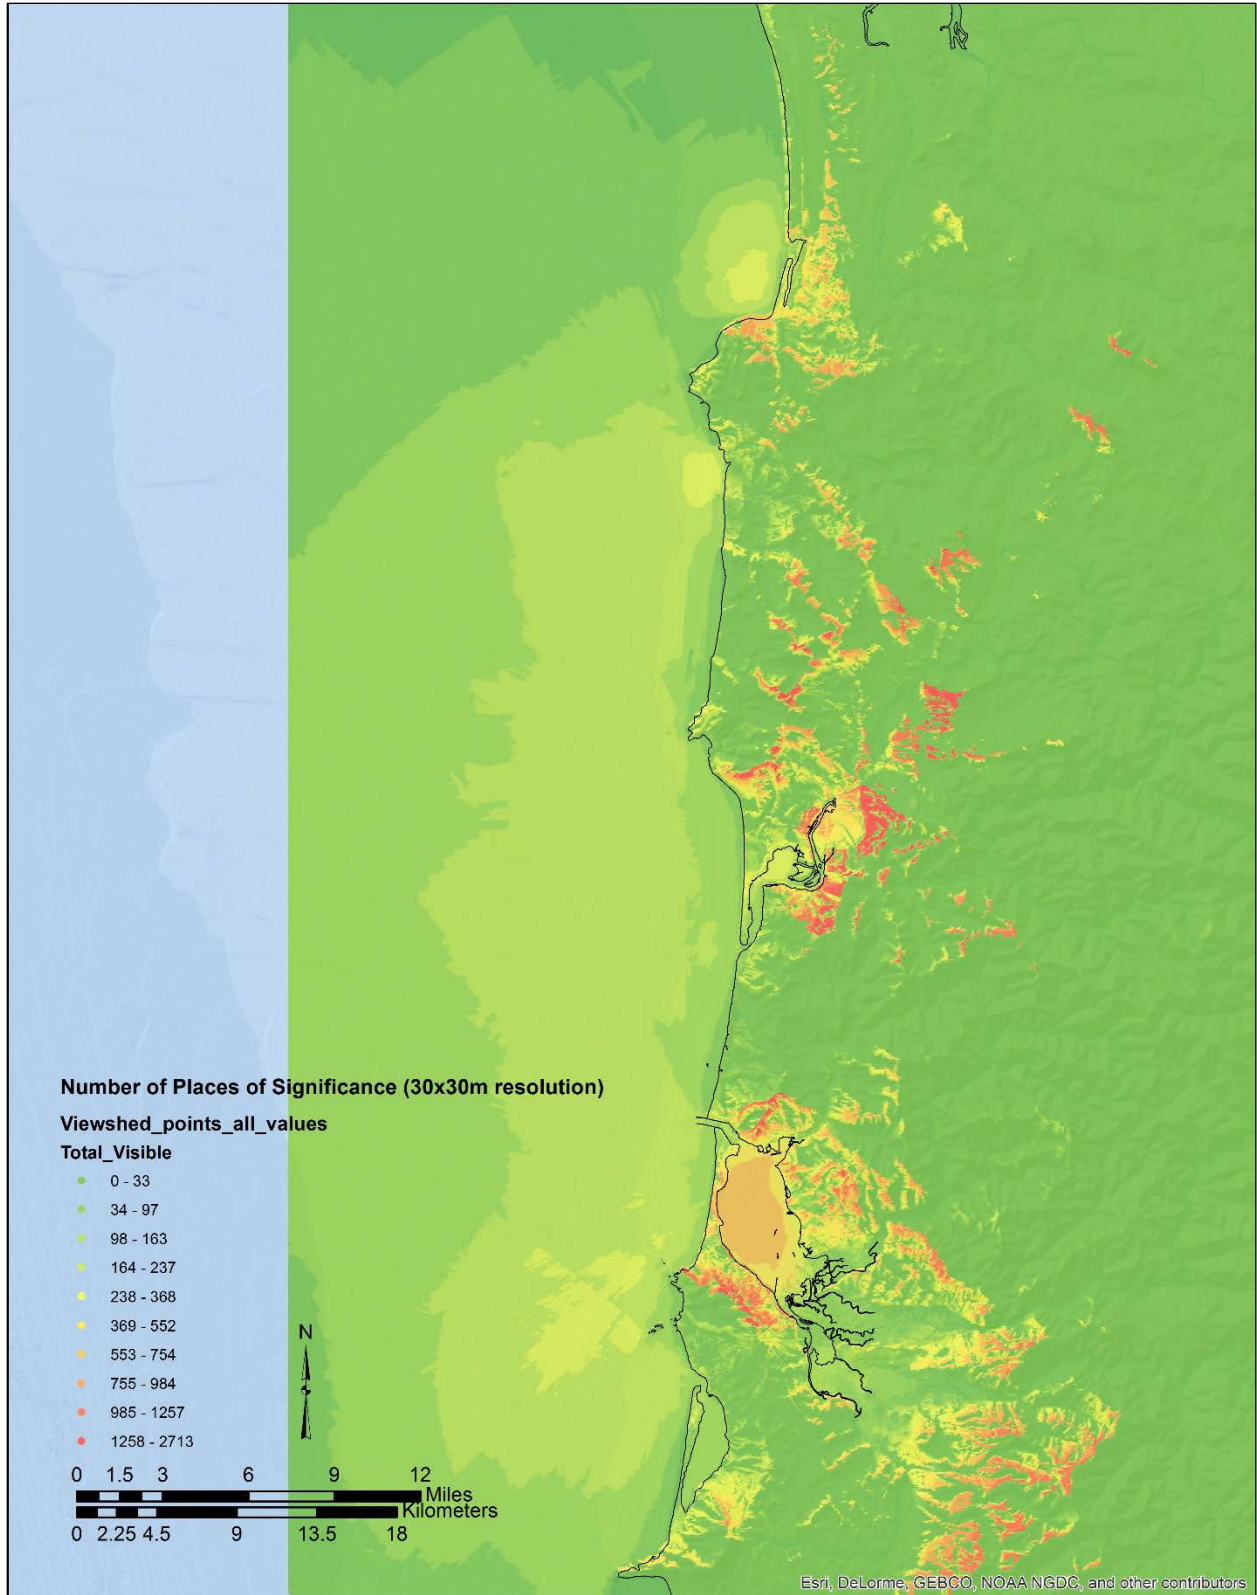 Number of Places of Significance (30x30m resolution)
Viewshed_points_all_values
Total_Visible
0 - 33
34 - 97
98 - 163
164 - 237
238 - 368
369 - 552
553 - 754
755 - 984
985 - 1257
1258 - 2713
N
0 1.5 3 6 9 12
Miles
Kilometers
0 2.25 4.5 9 13.5 18
Esri, DeLorme, GEBCO, NOAA NGDC, and other contributors